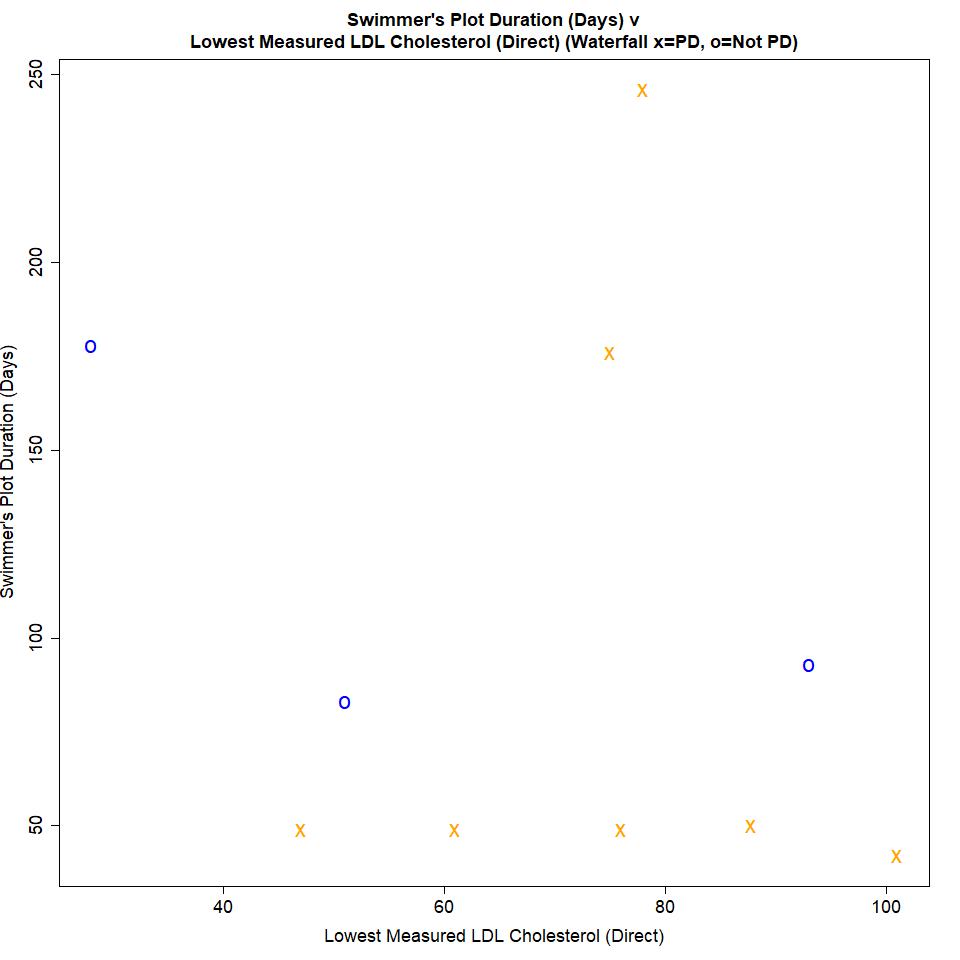 Swimmer's Plot Duration (Days) v
Lowest Measured LDL Cholesterol (Direct) (Waterfall x=PD, o=Not PD)
250
200
150
100
50
Swimmer's Plot Duration (Days)
X
X
O
O
O
X
X
X
X
X
40
60
80
100
Lowest Measured LDL Cholesterol (Direct)